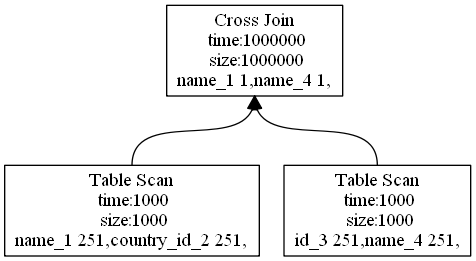 Cross Join
time:1000000
size:1000000
name_1 1,name_4 1,
Table Scan
time:1000
size:1000
name_1 251,country_id_2 251,
Table Scan
time:1000
size:1000
id_3 251,name_4 251,